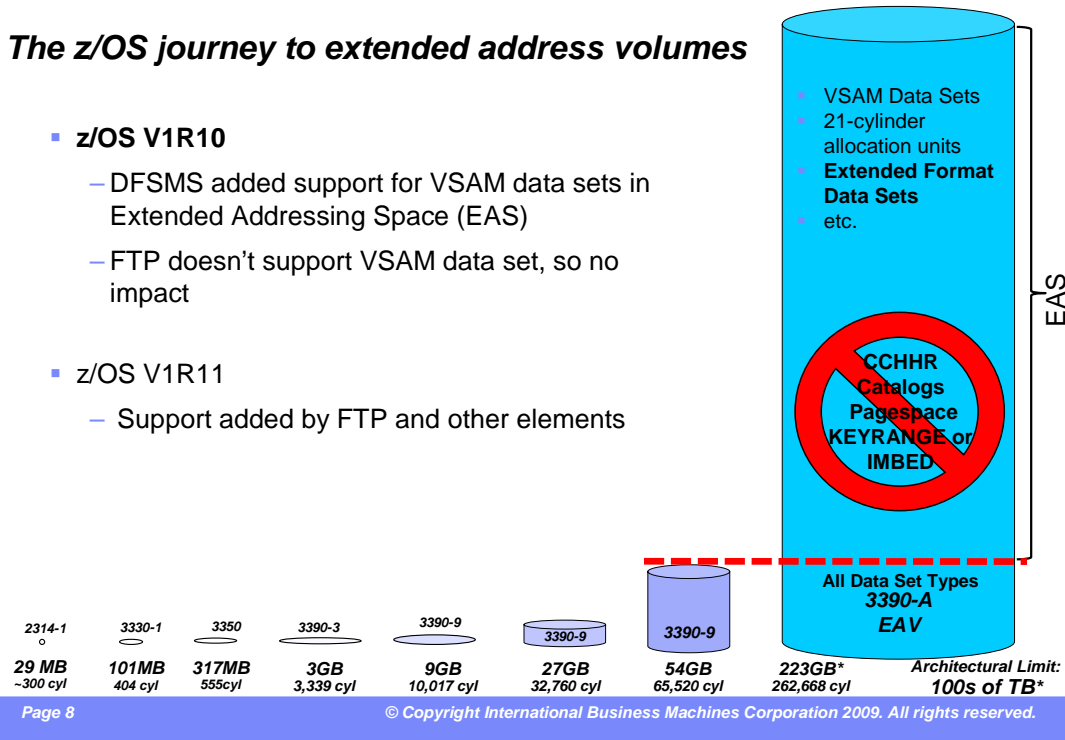 The z/OS journey to extended address volumes
z/OS V1R10
– DFSMS added support for VSAM data sets in
Extended Addressing Space (EAS)
– FTP doesn't support VSAM data set, so no
impact
z/OS V1R11
– Support added by FTP and other elements
VSAM Data Sets
21-cylinder
allocation units
Extended Format
Data Sets
etc.
EAS
CCHHR
Catalogs
Pagespace
KEYRANGE or
IMBED
All Data Set Types
3390-A
EAV
2314-1
29 MB
~300 cyl
3330-1
101MB
404 cyl
3350
317MB
555cyl
3390-3
3GB
3,339 cyl
3390-9
9GB
10,017 cyl
3390-9
27GB
32,760 cyl
3390-9
54GB
65,520 cyl
223GB*
262,668 cyl
Architectural Limit:
100s of TB*
Page 8
© Copyright International Business Machines Corporation 2009. All rights reserved.